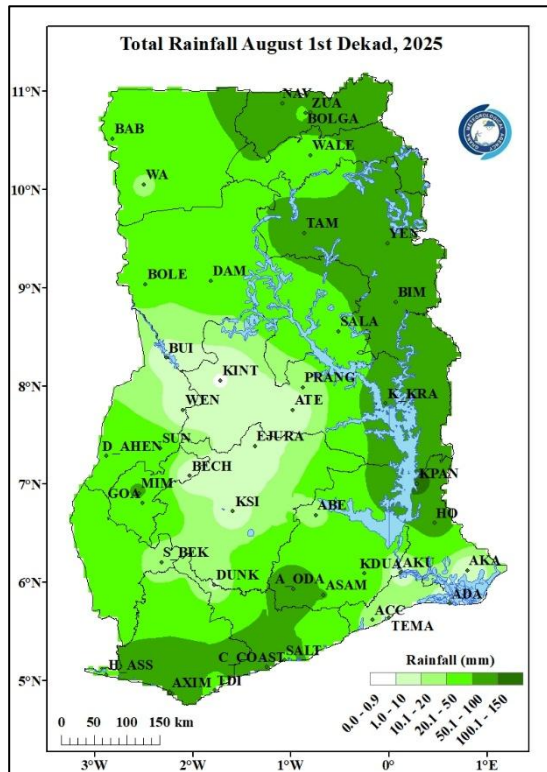 Total Rainfall August 1st Dekad, 2025
11°N
10°N
9°N
8°N
7°N
6°N
5°N
NAV
ZUA
BOLGA
BAB
WALE
WA
TAM
YEN
BOLE
DAM
BIM
SALA
BUI
KINT
PRANG
WEN
ATE
K_KRA
SUN
EJURA
D_AHEN
BECH
KPAN
MIM
GOA
KSI
ABE
HO
S_BEK
KDUA
AKU
AKA
DUNK
A_ODA
ASAM
ADA
ACC
TEMA
SALT
C_COAST
H_ASS
TDI
AXIM
Rainfall (mm)
0.0 - 0.9
1.0 - 10
10.1 - 20
20.1 - 50
50.1 - 100
100.1 - 150
0 50 100 150 km
3°W 2°W 1°W 0° 1°E